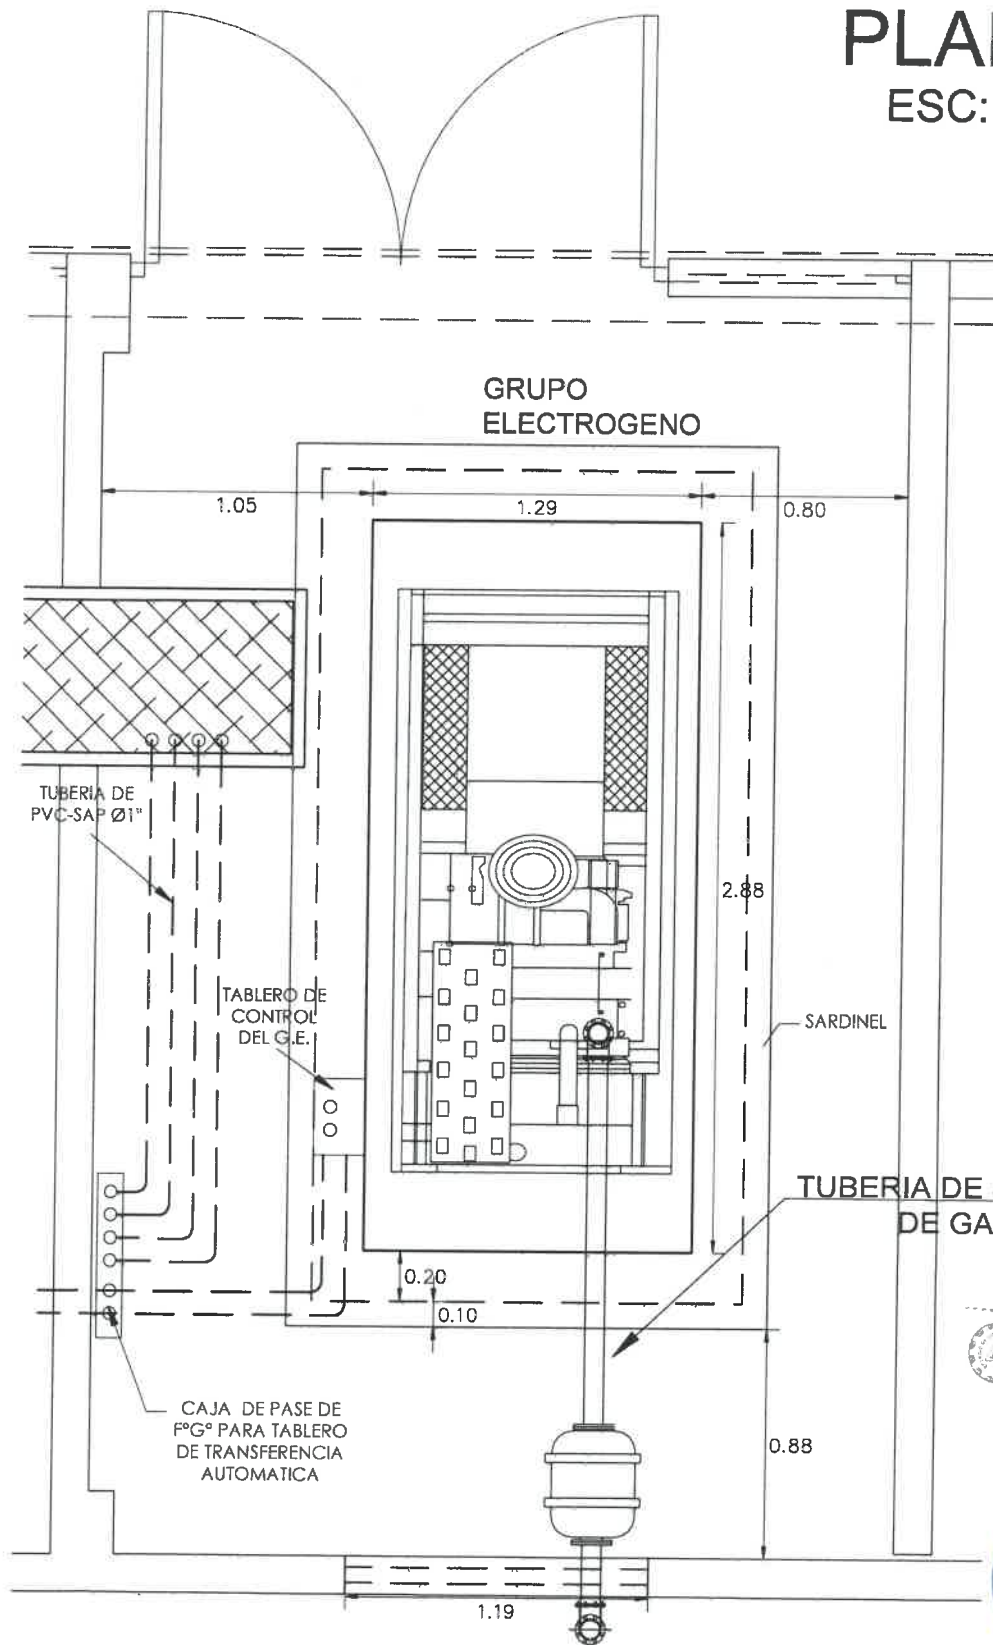 ESC:
GRUPO
ELECTROGENO
1.05
1.29
0.80
TUBERIA DE
PVC-SAP Ø1"
2.88
TABLERO DE
CONTROL
DEL G.E.
SARDINEL
TUBERIA DE
DE GA
0.20
0.10
CAJA DE PASE DE
FºGº PARA TABLERO
DE TRANSFERENCIA
AUTOMATICA
0.88
1.19